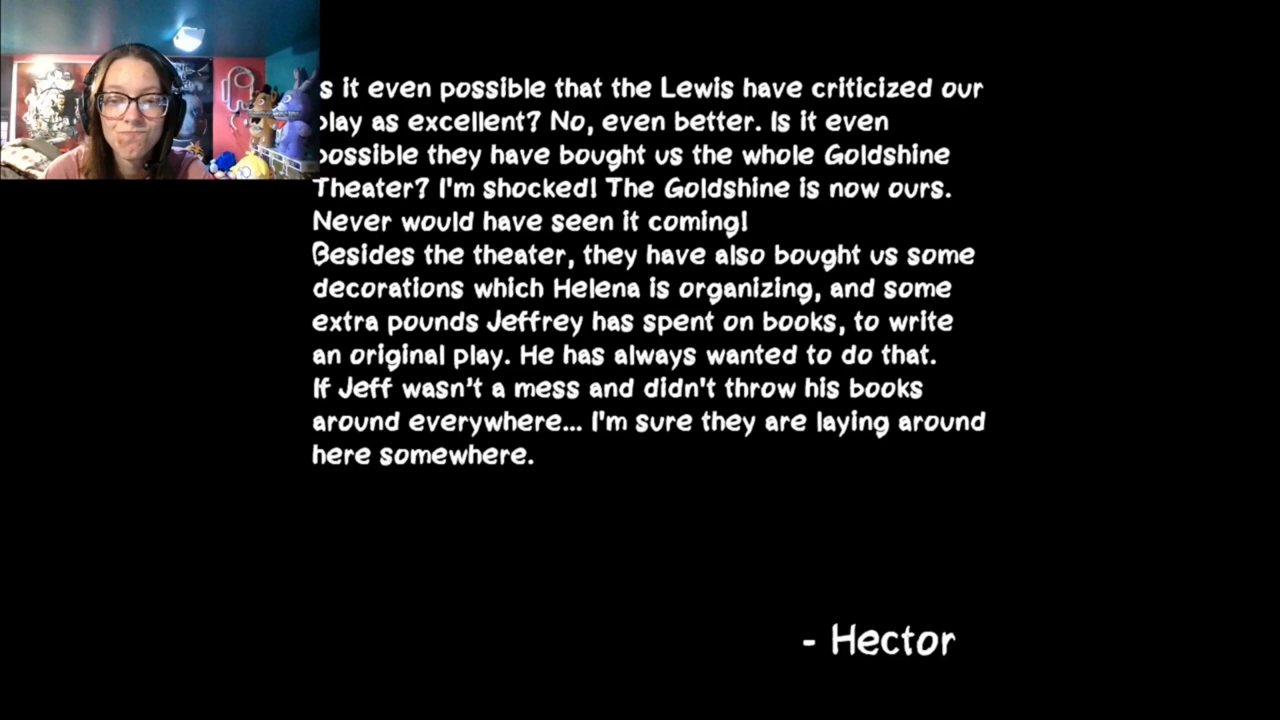 s it even possible that the Lewis have criticized our
play as excellent? No, even better. Is it even
possible they have bought us the whole Goldshine
Theater? I'm shocked! The Goldshine is now ours.
Never would have seen it coming!
Besides the theater, they have also bought us some
decorations which Helena is organizing, and some
extra pounds Jeffrey has spent on books, to write
an original play. He has always wanted to do that.
If Jeff wasn't a mess and didn't throw his books
around everywhere... I'm sure they are laying around
here somewhere.
- Hector